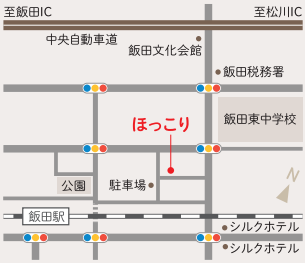 至飯田IC
至松川IC
中央自動車道
飯田文化会館
飯田税務署
ほっこり
飯田東中学校
公園
駐車場
N
飯田駅
シルクホテル
シルクホテル